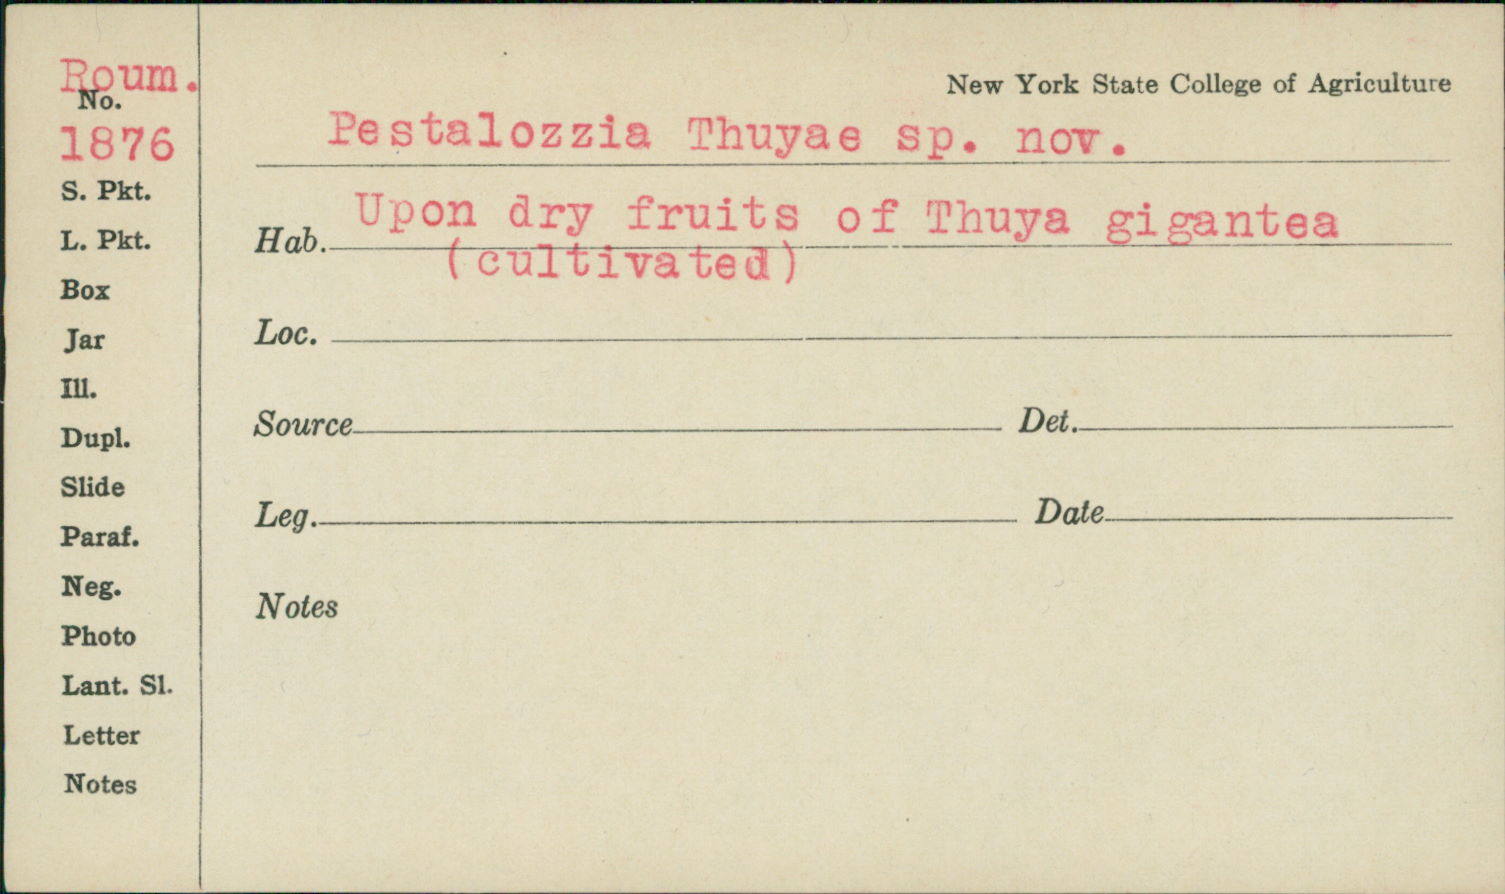 Roum.
No.
1876
S. Pkt.
L. Pkt.
Box
Jar
Ill.
Dupl.
Slide
Paraf.
Neg.
Photo
Lant. Sl.
Letter
Notes
New York State College of Agriculture
Pestalozzia Thuyae sp. nov.
Hab. Upon dry fruits of Thuya gigantea
(cultivated)
Loc.
Source Det.
Leg. Date
Notes